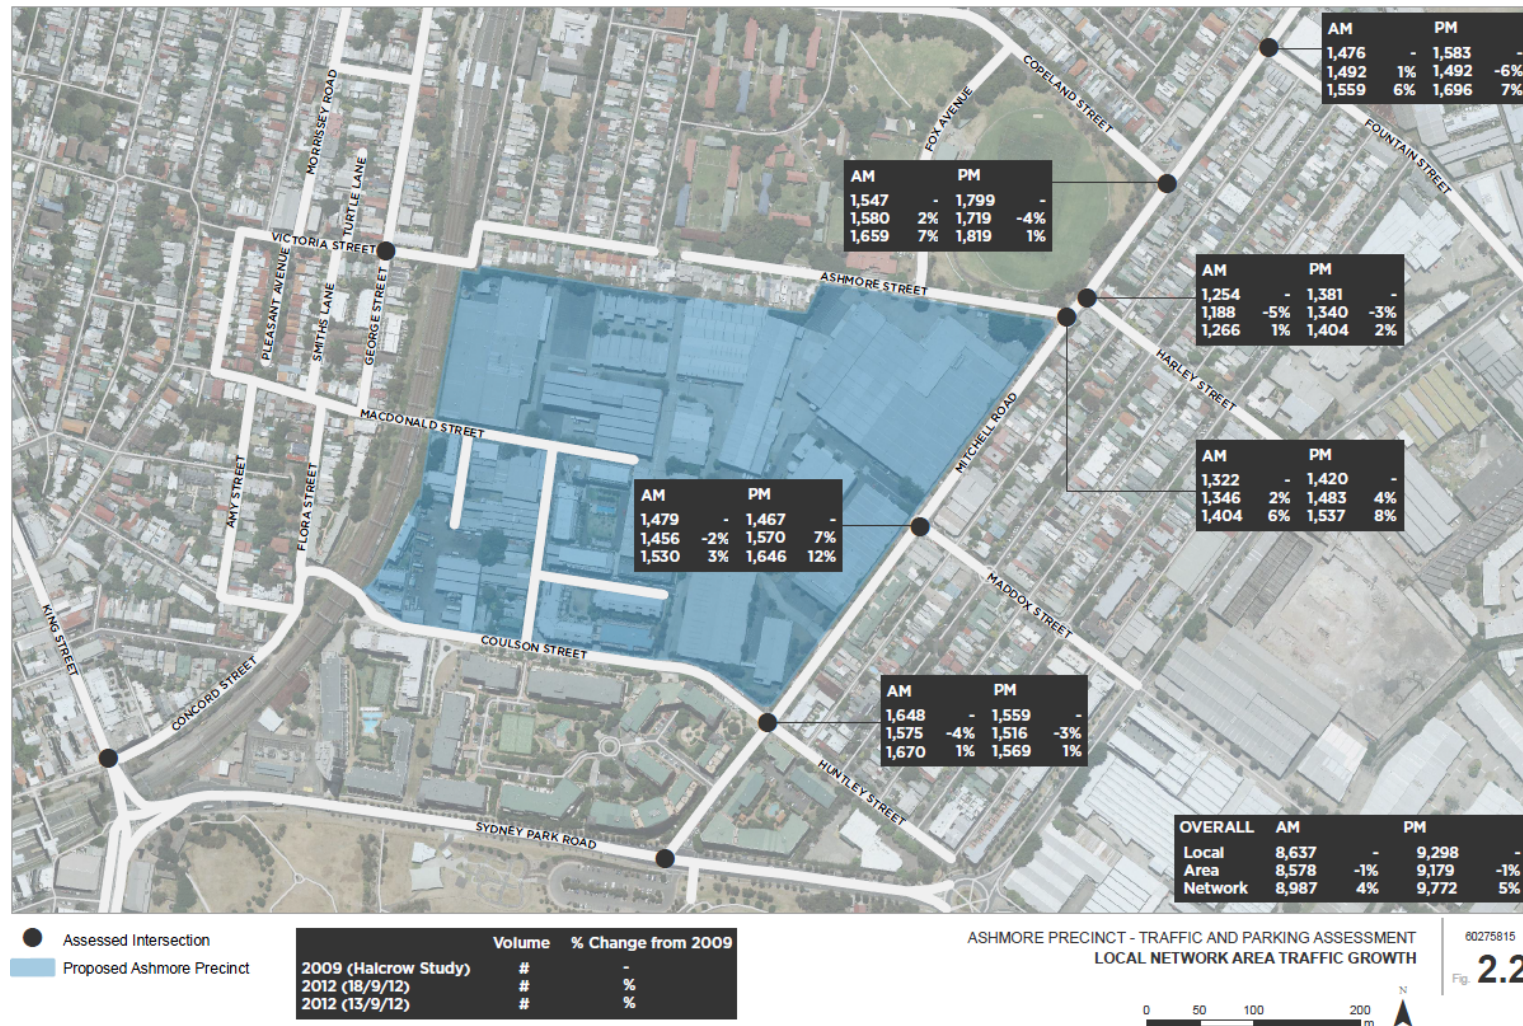 AM PM
1,476 - 1,583 -
1,492 1% 1,492 -6%
1,559 6% 1,696 7%
COPELAND STREET
FOX AVENUE
FOUNTAIN STREET
MORRISSEY ROAD
TURTLE LANE
AM PM
1,547 - 1,799 -
1,580 2% 1,719 -4%
1,659 7% 1,819 1%
VICTORIA STREET
PLEASANT AVENUE
SMITHS LANE
GEORGE STREET
ASHMORE STREET
AM PM
1,254 - 1,381 -
1,188 -5% 1,340 -3%
1,266 1% 1,404 2%
HARLEY STREET
MACDONALD STREET
MITCHELL ROAD
AMY STREET
FLORA STREET
AM PM
1,322 - 1,420 -
1,346 2% 1,483 4%
1,404 6% 1,537 8%
AM PM
1,479 - 1,467 -
1,456 -2% 1,570 7%
1,530 3% 1,646 12%
MADDOX STREET
KING STREET
CONCORD STREET
COULSON STREET
AM PM
1,648 - 1,559 -
1,575 -4% 1,516 -3%
1,670 1% 1,569 1%
HUNTLEY STREET
SYDNEY PARK ROAD
OVERALL AM PM
Local 8,637 - 9,298 -
Area 8,578 -1% 9,179 -1%
Network 8,987 4% 9,772 5%
Assessed Intersection
Proposed Ashmore Precinct
Volume % Change from 2009
2009 (Halcrow Study) # -
2012 (18/9/12) # %
2012 (13/9/12) # %
ASHMORE PRECINCT - TRAFFIC AND PARKING ASSESSMENT
LOCAL NETWORK AREA TRAFFIC GROWTH
60275815
Fig. 2.2
N
0 50 100 200
m